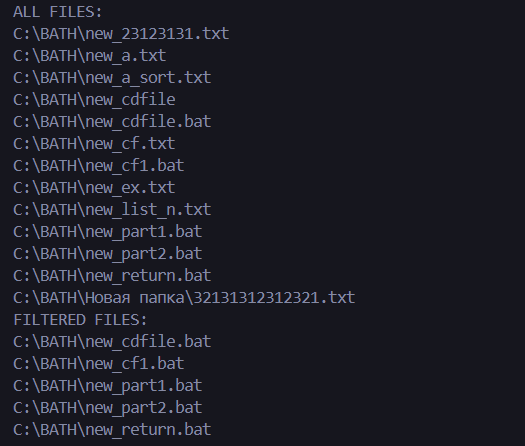 ALL FILES:
C:\BATH\new_23123131.txt
C:\BATH\new_a.txt
C:\BATH\new_a_sort.txt
C:\BATH\new_cdfile
C:\BATH\new_cdfile.bat
C:\BATH\new_cf.txt
C:\BATH\new_cf1.bat
C:\BATH\new_ex.txt
C:\BATH\new_list_n.txt
C:\BATH\new_part1.bat
C:\BATH\new_part2.bat
C:\BATH\new_return.bat
C:\BATH\Новая папка\32131312312321.txt
FILTERED FILES:
C:\BATH\new_cdfile.bat
C:\BATH\new_cf1.bat
C:\BATH\new_part1.bat
C:\BATH\new_part2.bat
C:\BATH\new_return.bat